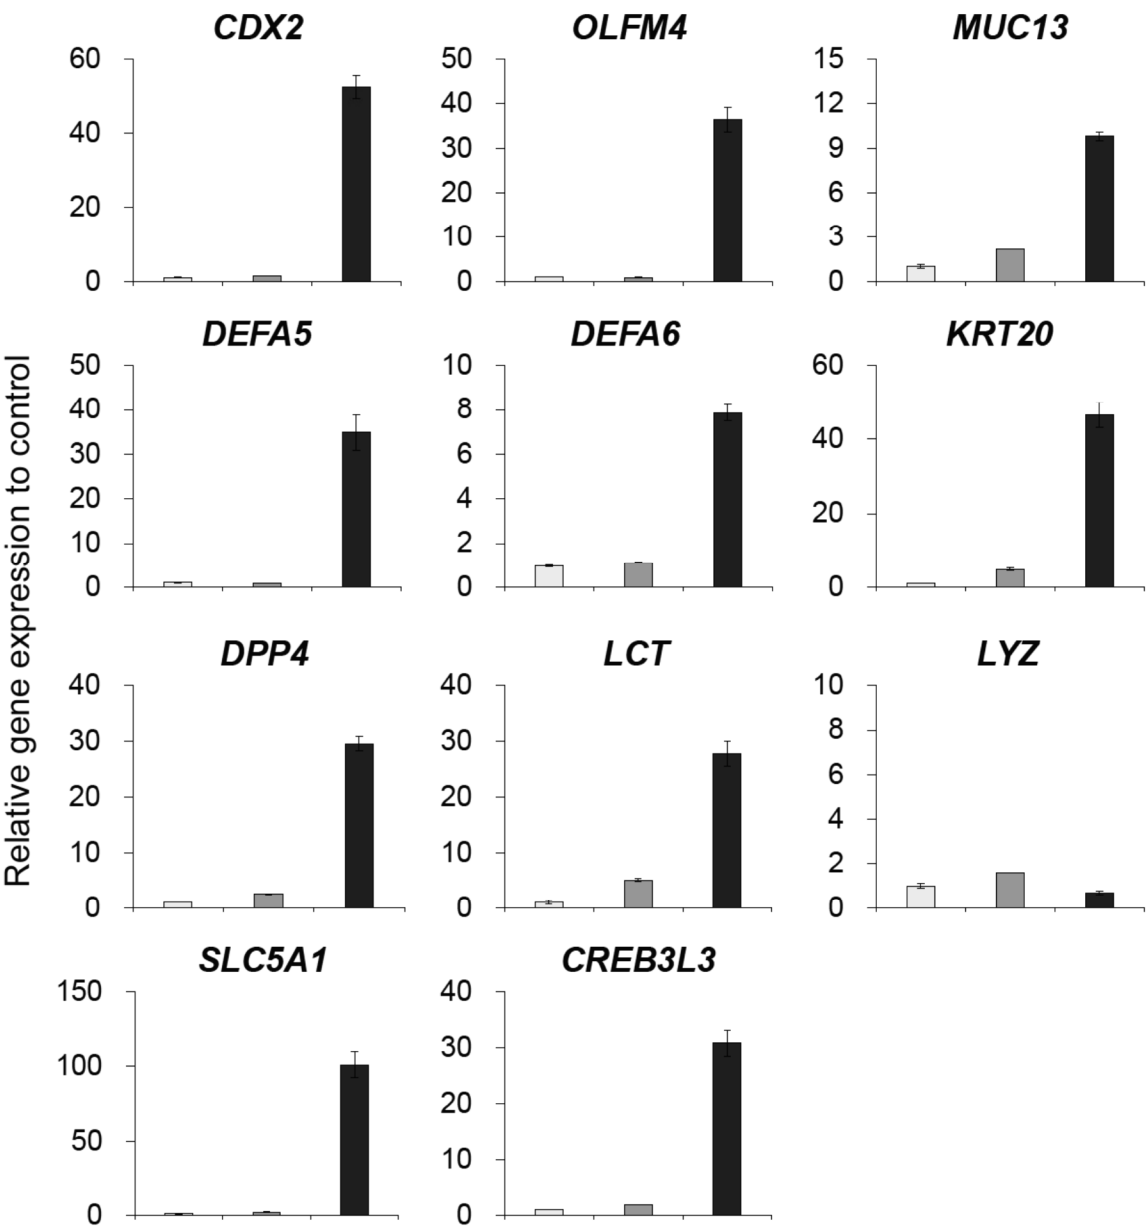 CDX2 OLFM4 MUC13
60 50 15
40 40 12
30 9
20 20 6
10 3
0 0 0
DEFA5 DEFA6 KRT20
50 10 60
40 8 40
30 6
20 4 20
10 2
0 0 0
Relative gene expression to control
DPP4 LCT LYZ
40 40 10
30 30 8
20 20 6
10 10 4
2
0 0 0
SLC5A1 CREB3L3
150 40
100 30
50 20
10
0 0